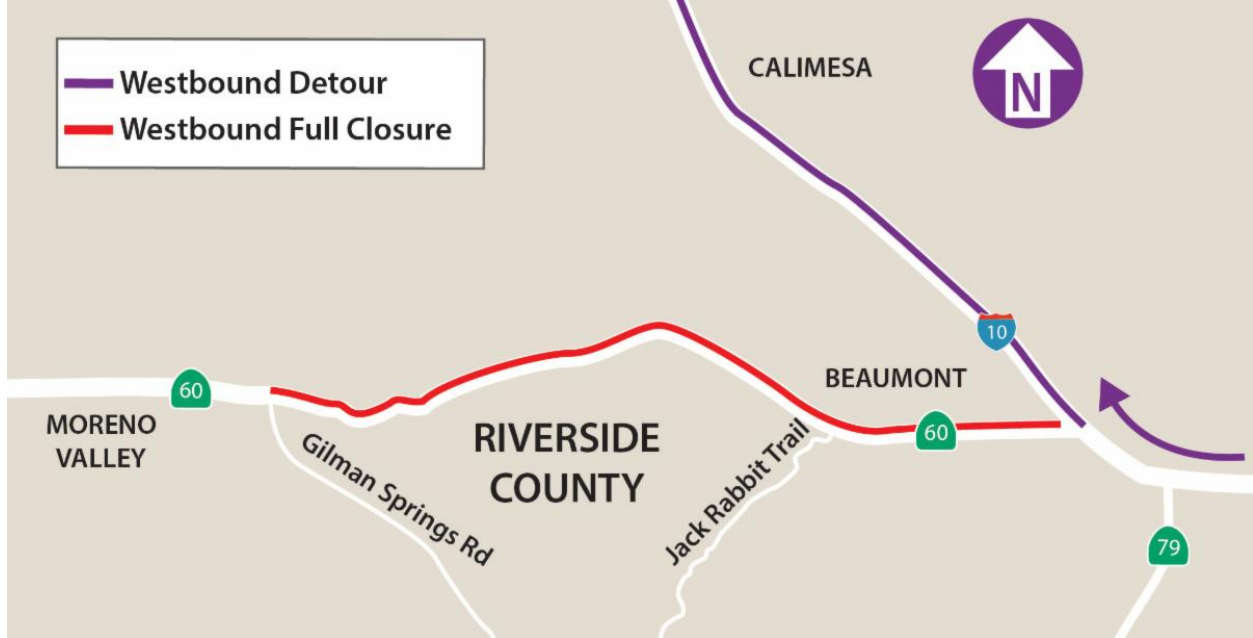 Westbound Detour
Westbound Full Closure
CALIMESA
N
10
BEAUMONT
60
60
MORENO
VALLEY
RIVERSIDE
COUNTY
Gilman Springs Rd
Jack Rabbit Trail
79